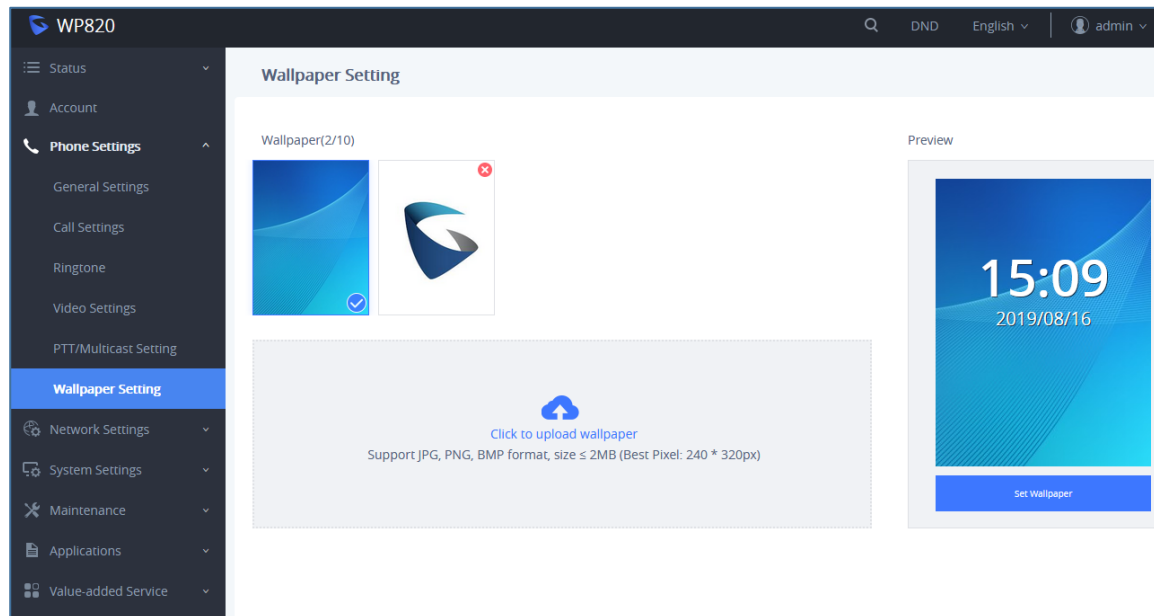 WP820
DND
English
admin
Status
Account
Phone Settings
General Settings
Call Settings
Ringtone
Video Settings
PTT/Multicast Setting
Wallpaper Setting
Network Settings
System Settings
Maintenance
Applications
Value-added Service
Wallpaper Setting
Wallpaper(2/10)
Click to upload wallpaper
Support JPG, PNG, BMP format, size ≤ 2MB (Best Pixel: 240 * 320px)
Preview
15:09
2019/08/16
Set Wallpaper